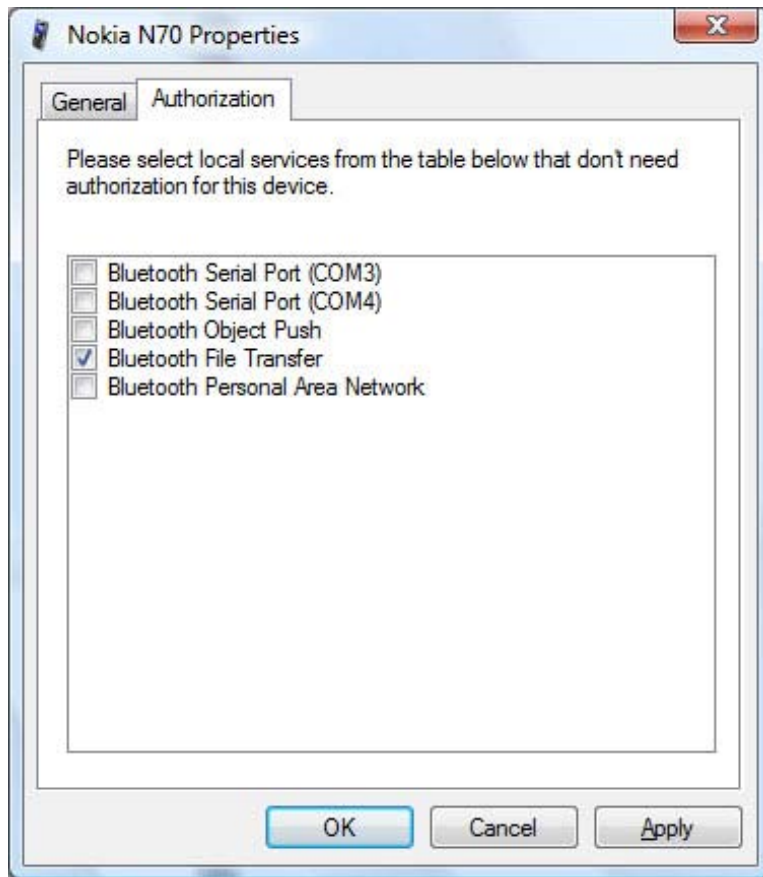 Nokia N70 Properties
General
Authorization
Please select local services from the table below that don't need
authorization for this device.
Bluetooth Serial Port (COM3)
Bluetooth Serial Port (COM4)
Bluetooth Object Push
Bluetooth File Transfer
Bluetooth Personal Area Network
OK
Cancel
Apply